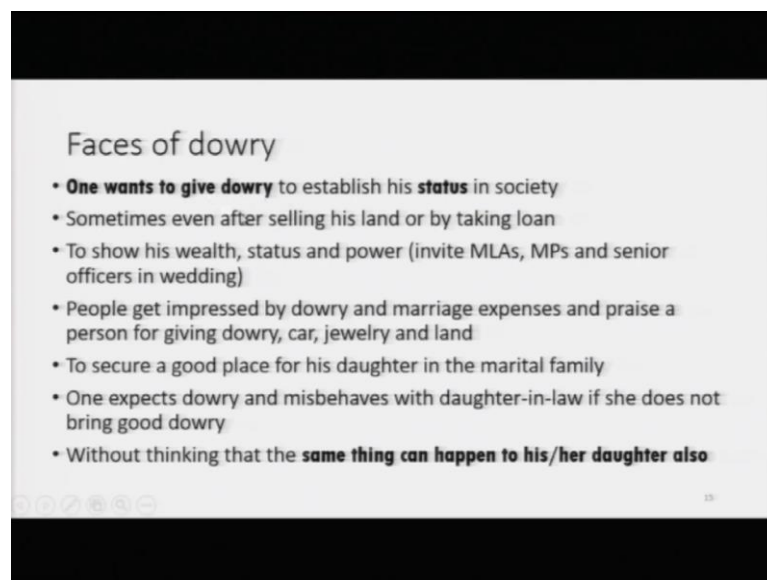 Faces of dowry
• One wants to give dowry to establish his status in society
• Sometimes even after selling his land or by taking loan
• To show his wealth, status and power (invite MLAs, MPs and senior
officers in wedding)
• People get impressed by dowry and marriage expenses and praise a
person for giving dowry, car, jewelry and land
• To secure a good place for his daughter in the marital family
• One expects dowry and misbehaves with daughter-in-law if she does not
bring good dowry
• Without thinking that the same thing can happen to his/her daughter also